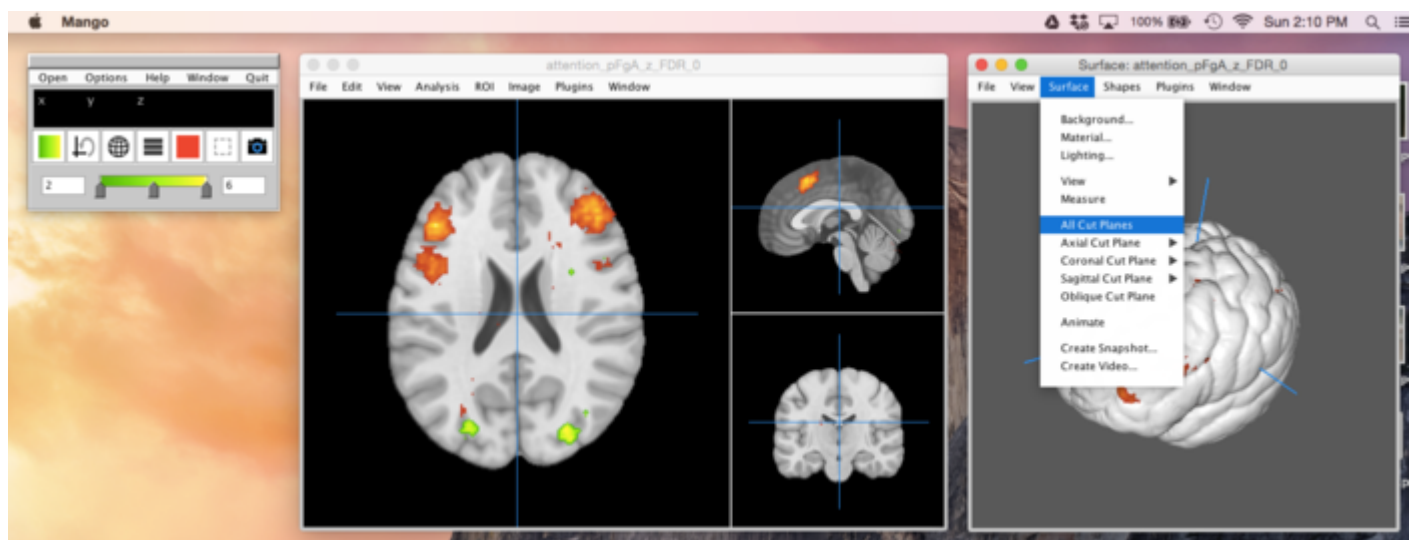 Mango 100% Sun 2:10 PM
Open Options Help Window Quit
x y z
2 6
attention_pFgA_z_FDR_0
File Edit View Analysis ROI Image Plugins Window
Surface: attention_pFgA_z_FDR_0
File View Surface Shapes Plugins Window
Background...
Material...
Lighting...
View
Measure
All Cut Planes
Axial Cut Plane
Coronal Cut Plane
Sagittal Cut Plane
Oblique Cut Plane
Animate
Create Snapshot...
Create Video...